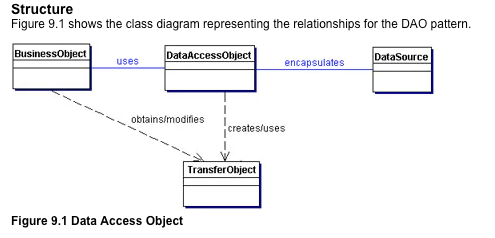 Structure
Figure 9.1 shows the class diagram representing the relationships for the DAO pattern.
BusinessObject
uses
DataAccessObject
encapsulates
DataSource
obtains/modifies
creates/uses
TransferObject
Figure 9.1 Data Access Object